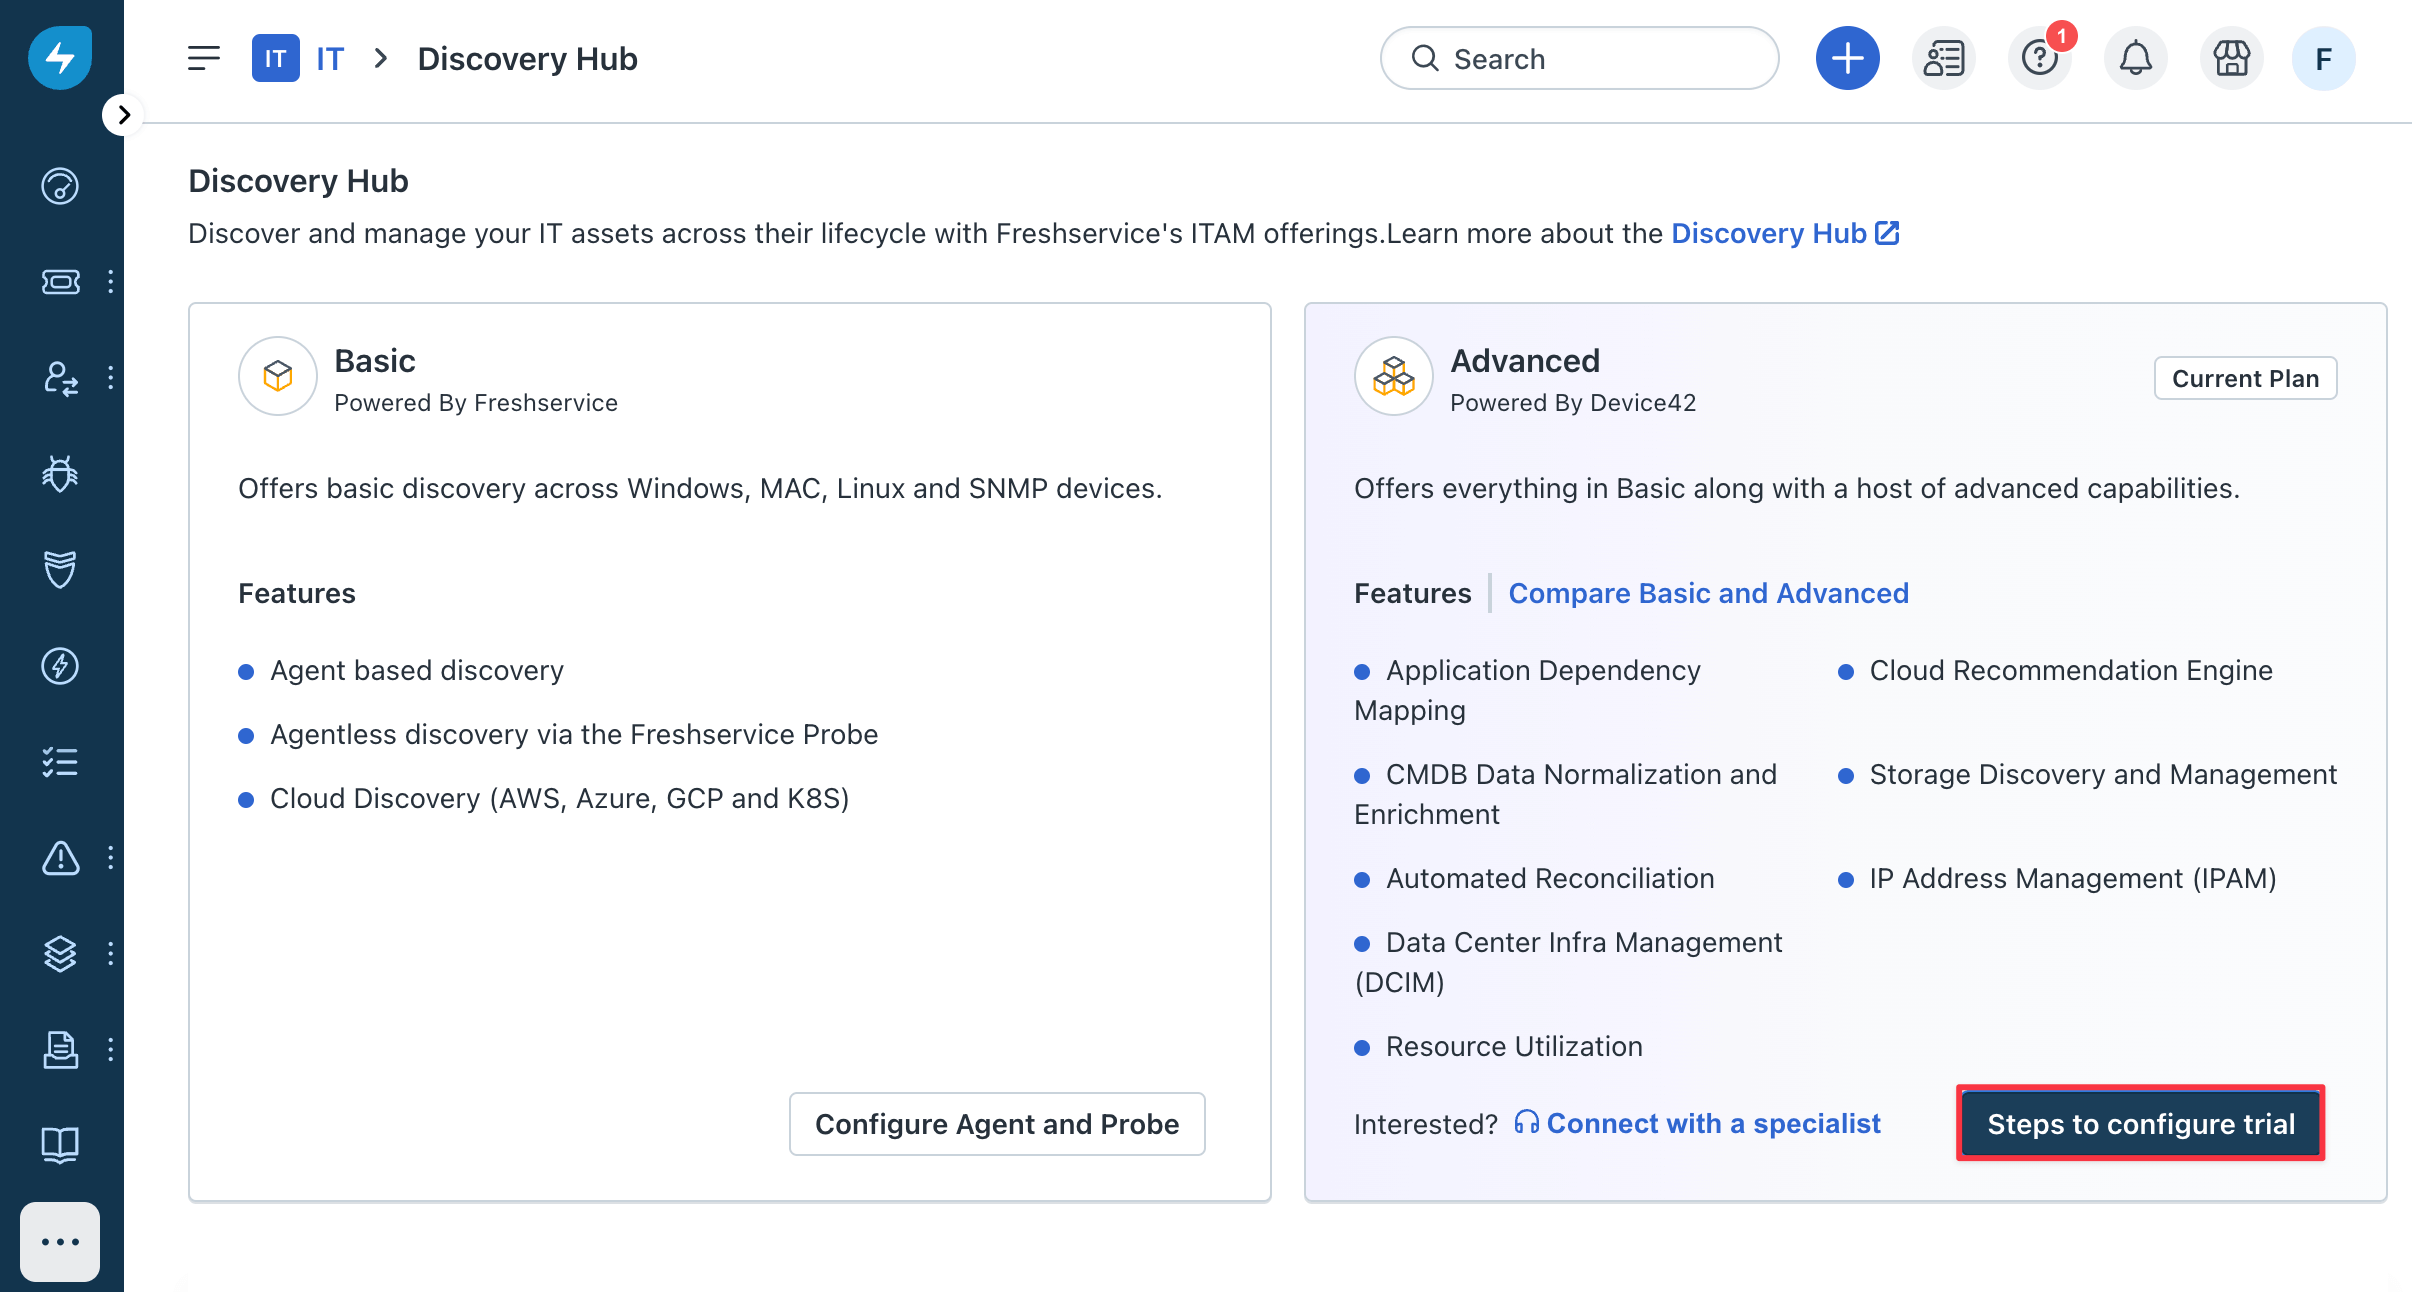 IT IT > Discovery Hub
Search
1
F
Discovery Hub
Discover and manage your IT assets across their lifecycle with Freshservice's ITAM offerings.Learn more about the Discovery Hub
Basic
Powered By Freshservice
Offers basic discovery across Windows, MAC, Linux and SNMP devices.
Features
Agent based discovery
Agentless discovery via the Freshservice Probe
Cloud Discovery (AWS, Azure, GCP and K8S)
Configure Agent and Probe
Advanced
Powered By Device42
Current Plan
Offers everything in Basic along with a host of advanced capabilities.
Features
Compare Basic and Advanced
Application Dependency
Mapping
Cloud Recommendation Engine
CMDB Data Normalization and
Enrichment
Storage Discovery and Management
Automated Reconciliation
IP Address Management (IPAM)
Data Center Infra Management
(DCIM)
Resource Utilization
Interested? Connect with a specialist
Steps to configure trial